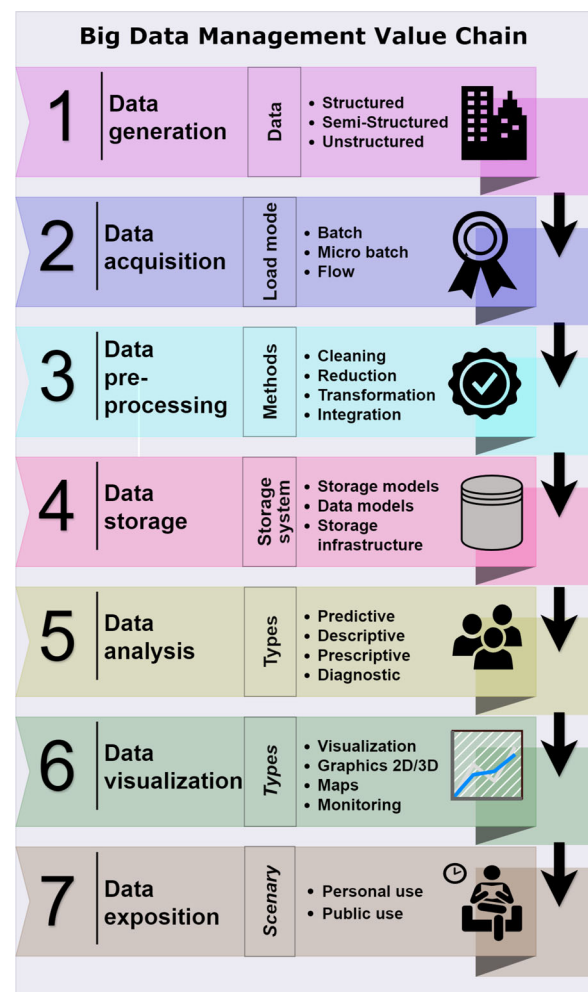 Big Data Management Value Chain
1
Data
generation
Data
• Structured
• Semi-Structured
• Unstructured
2
Data
acquisition
Load mode
• Batch
• Micro batch
• Flow
3
Data
pre-
processing
Methods
• Cleaning
• Reduction
• Transformation
• Integration
4
Data
storage
Storage
system
• Storage models
• Data models
• Storage
infrastructure
5
Data
analysis
Types
• Predictive
• Descriptive
• Prescriptive
• Diagnostic
6
Data
visualization
Types
• Visualization
• Graphics 2D/3D
• Maps
• Monitoring
7
Data
exposition
Scenary
• Personal use
• Public use